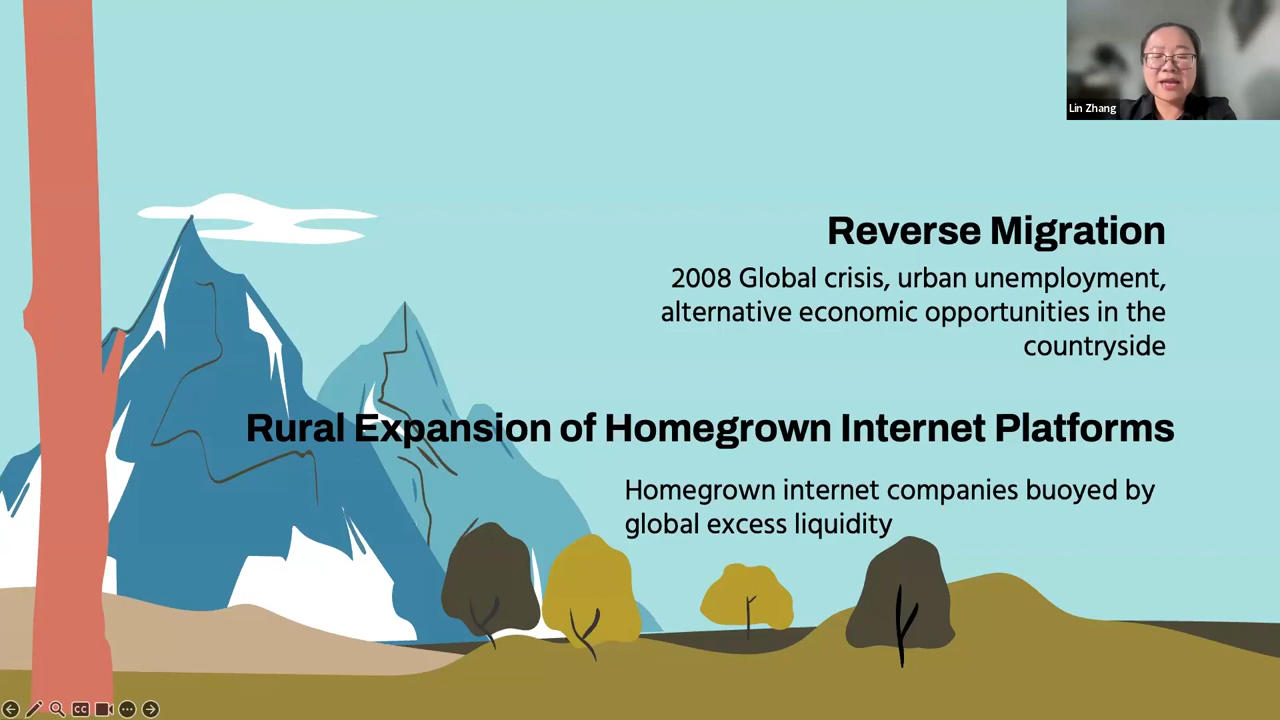 Lin Zhang
Reverse Migration
2008 Global crisis, urban unemployment,
alternative economic opportunities in the
countryside
Rural Expansion of Homegrown Internet Platforms
Homegrown internet companies buoyed by
global excess liquidity
CC